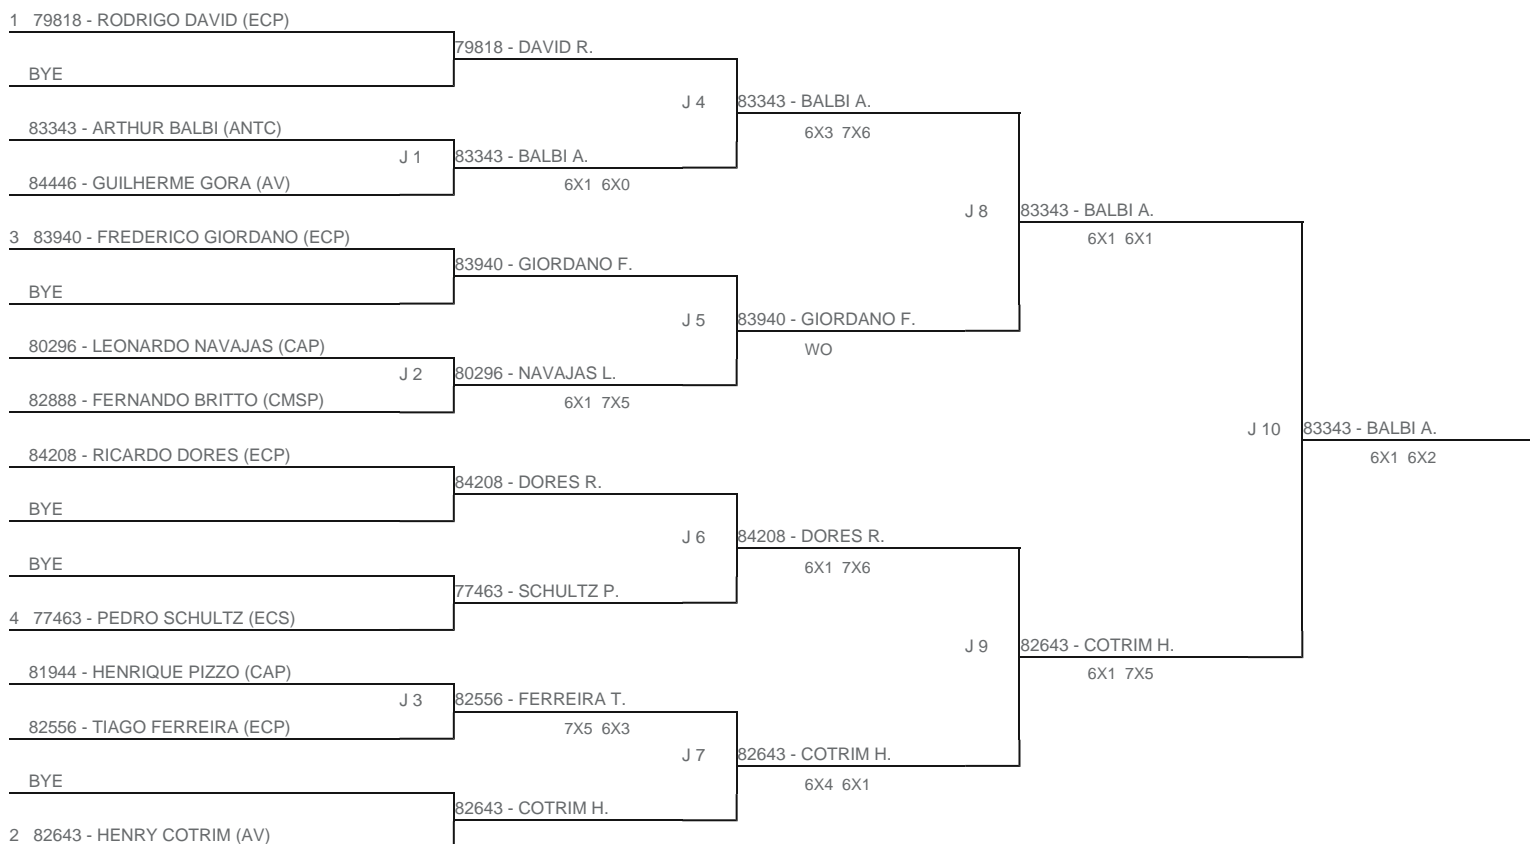 1 79818 - RODRIGO DAVID (ECP)
79818 - DAVID R.
BYE
J 4
83343 - BALBI A.
6X3 7X6
83343 - ARTHUR BALBI (ANTC)
J 1
83343 - BALBI A.
6X1 6X0
84446 - GUILHERME GORA (AV)
J 8
83343 - BALBI A.
6X1 6X1
3 83940 - FREDERICO GIORDANO (ECP)
83940 - GIORDANO F.
BYE
J 5
83940 - GIORDANO F.
WO
80296 - LEONARDO NAVAJAS (CAP)
J 2
80296 - NAVAJAS L.
6X1 7X5
82888 - FERNANDO BRITTO (CMSP)
J 10
83343 - BALBI A.
6X1 6X2
84208 - RICARDO DORES (ECP)
84208 - DORES R.
BYE
J 6
84208 - DORES R.
6X1 7X6
BYE
77463 - SCHULTZ P.
4 77463 - PEDRO SCHULTZ (ECS)
J 9
82643 - COTRIM H.
6X1 7X5
81944 - HENRIQUE PIZZO (CAP)
J 3
82556 - FERREIRA T.
7X5 6X3
82556 - TIAGO FERREIRA (ECP)
J 7
82643 - COTRIM H.
6X4 6X1
BYE
82643 - COTRIM H.
2 82643 - HENRY COTRIM (AV)